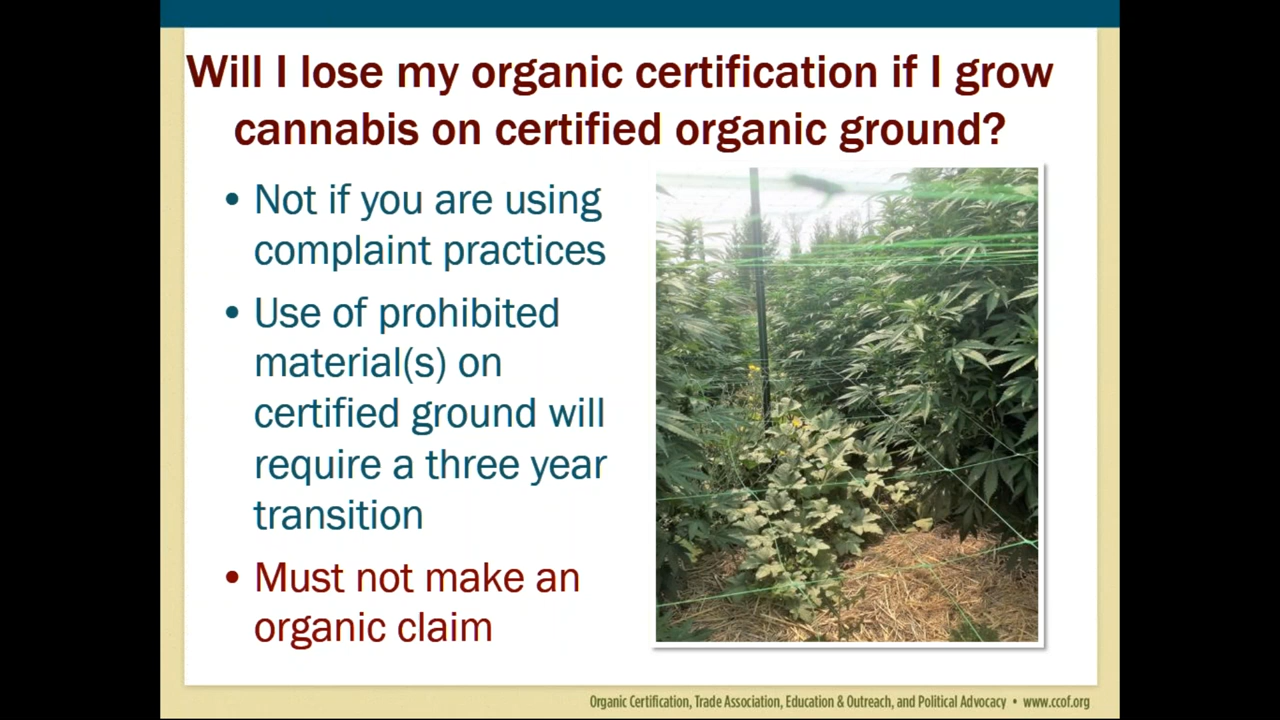 Will I lose my organic certification if I grow
cannabis on certified organic ground?
• Not if you are using
complaint practices
• Use of prohibited
material(s) on
certified ground will
require a three year
transition
• Must not make an
organic claim
Organic Certification, Trade Association, Education & Outreach, and Political Advocacy • www.ccof.org